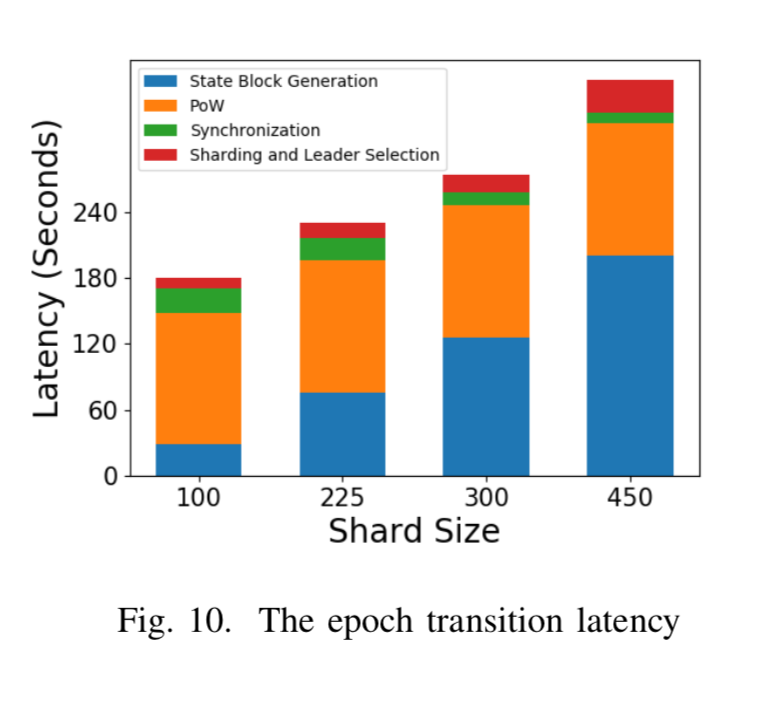 State Block Generation
PoW
Synchronization
Sharding and Leader Selection
Latency (Seconds)
240
180
120
60
0
100 225 300 450
Shard Size
Fig. 10. The epoch transition latency